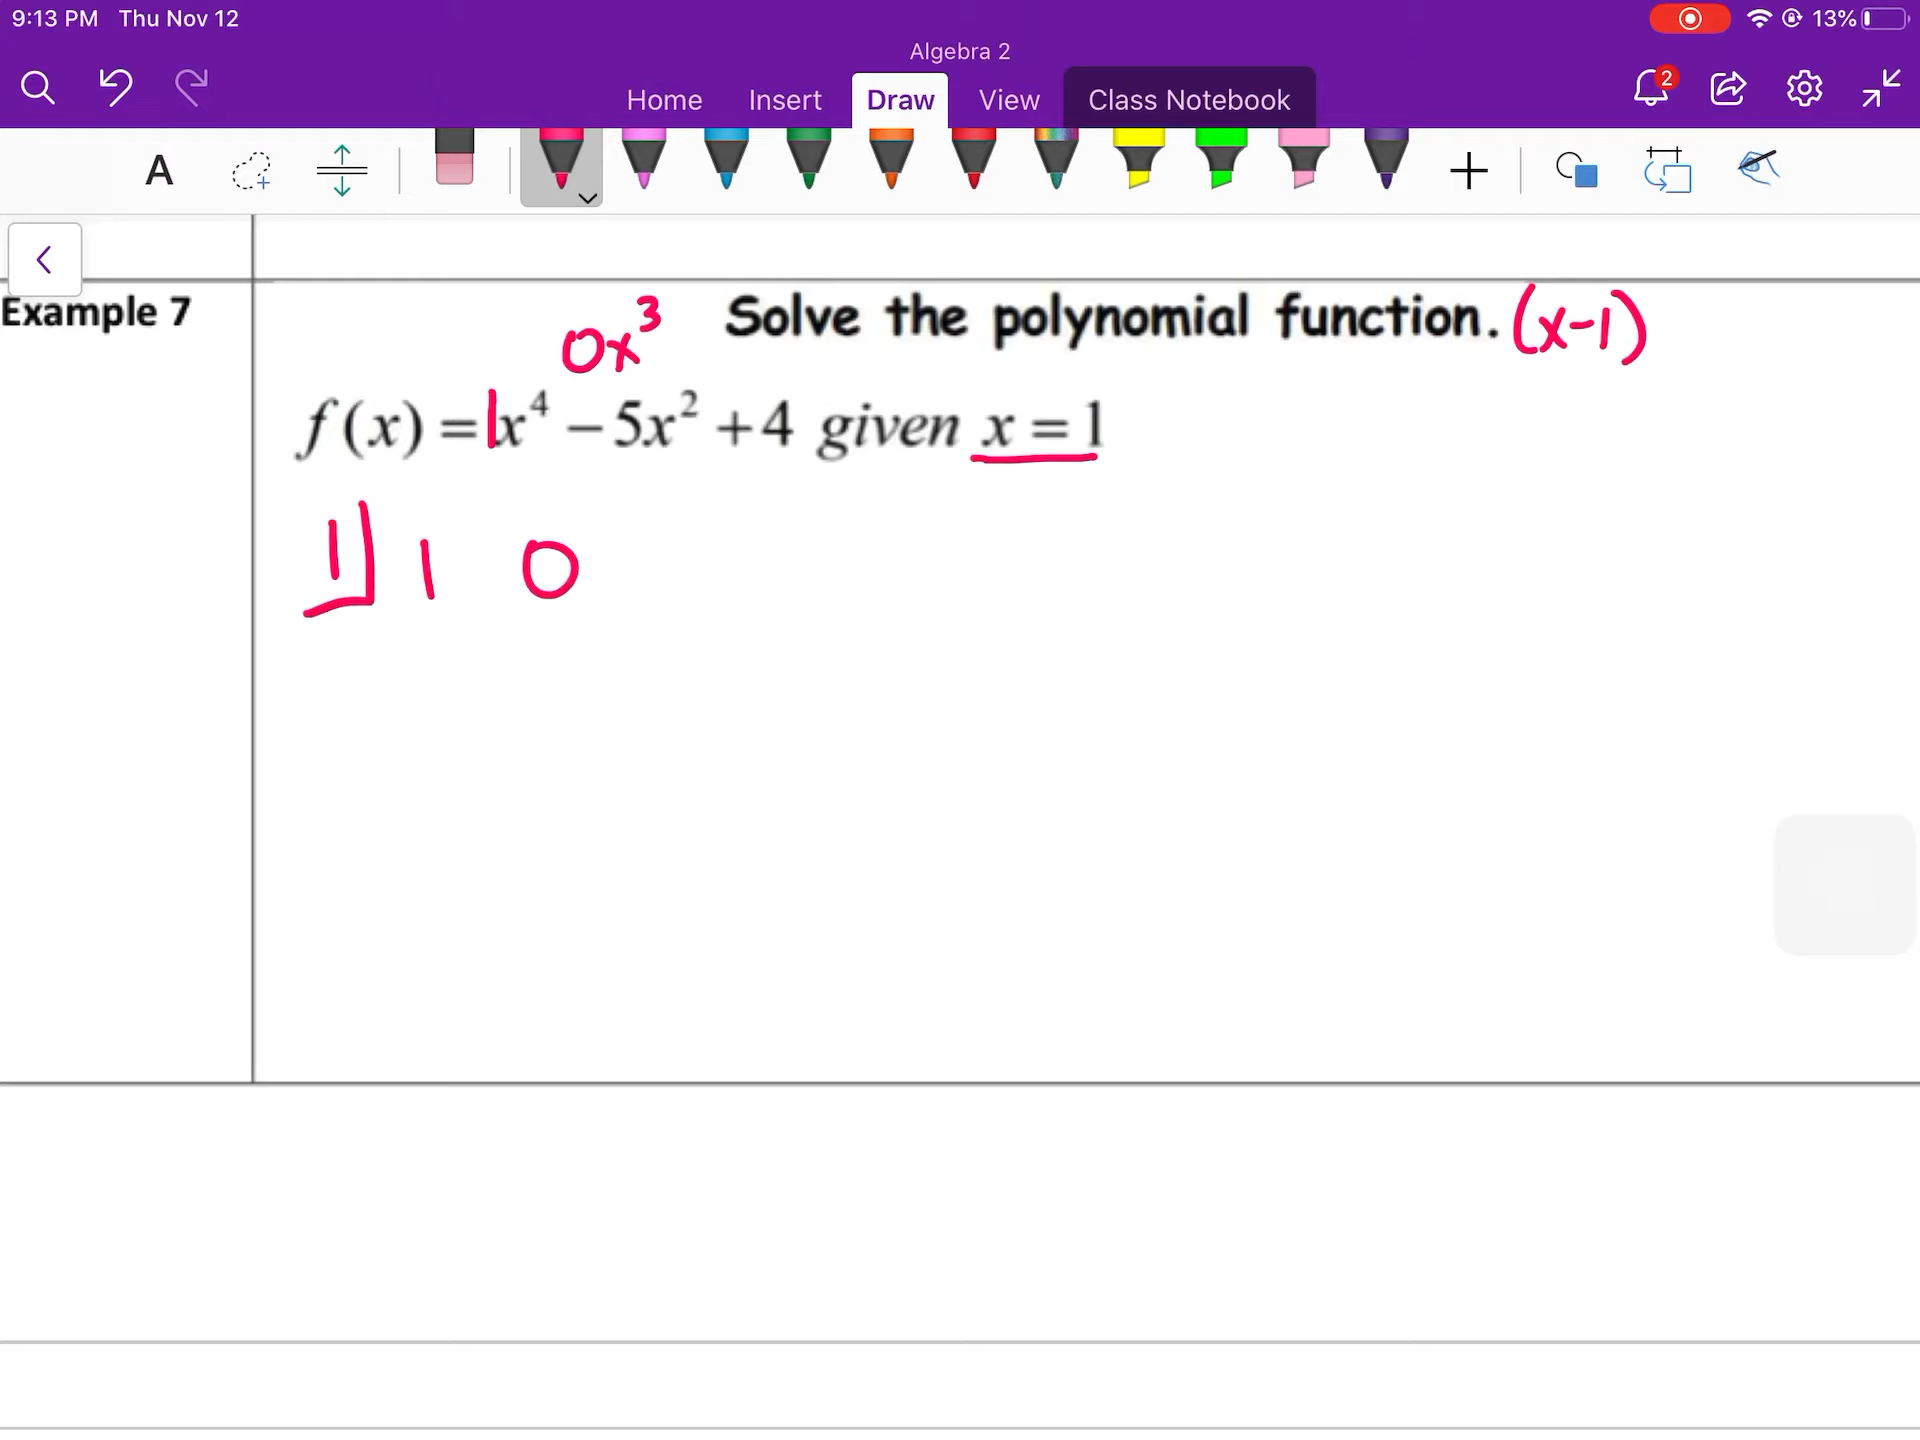 9:13 PM Thu Nov 12
13%
Algebra 2
2
Home Insert Draw View Class Notebook
A
Example 7
0x³ Solve the polynomial function. (x-1)
f(x) = 1x⁴ − 5x² + 4 given x = 1
1 1 0